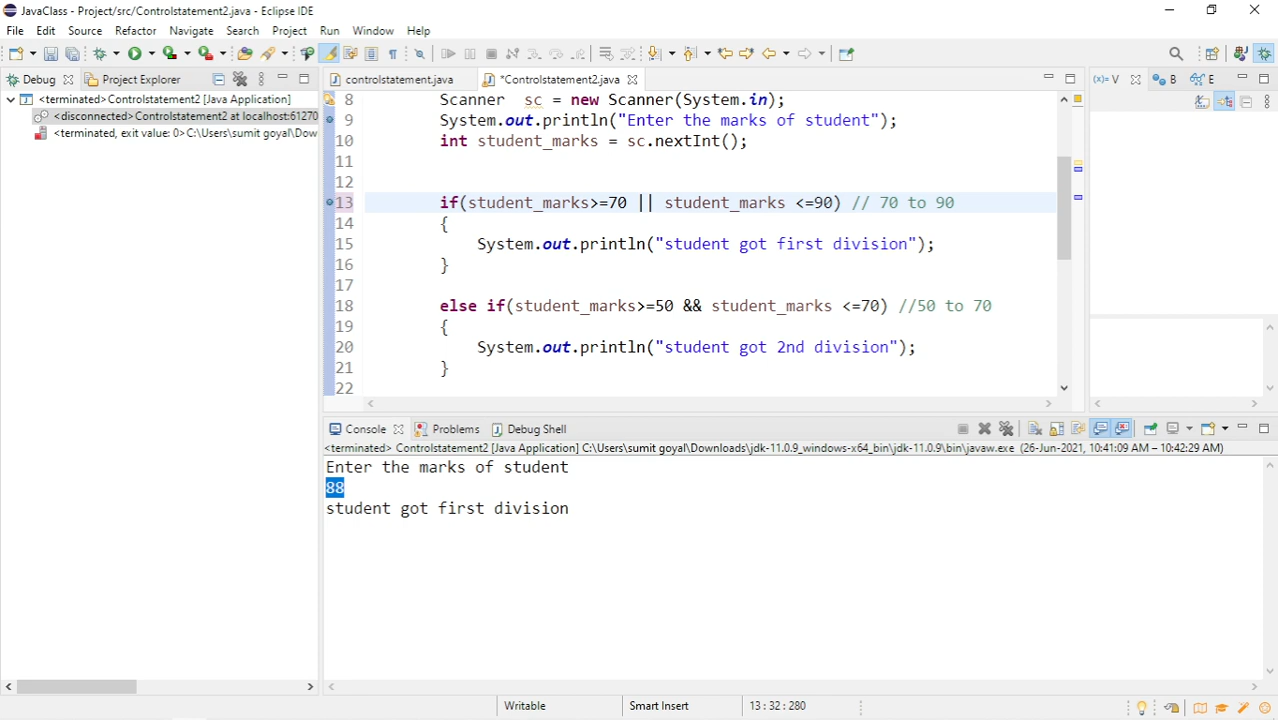 JavaClass - Project/src/Controlstatement2.java - Eclipse IDE
File Edit Source Refactor Navigate Search Project Run Window Help
Debug Project Explorer controlstatement.java *Controlstatement2.java (x)= V B E
<terminated>Controlstatement2 [Java Application]
<disconnected>Controlstatement2 at localhost:61270
<terminated, exit value: 0>C:\Users\sumit goyal\Dow
8 Scanner sc = new Scanner(System.in);
9 System.out.println("Enter the marks of student");
10 int student_marks = sc.nextInt();
11
12
13 if(student_marks>=70 || student_marks <=90) // 70 to 90
14 {
15 System.out.println("student got first division");
16 }
17
18 else if(student_marks>=50 && student_marks <=70) //50 to 70
19 {
20 System.out.println("student got 2nd division");
21 }
22
Console Problems Debug Shell
<terminated> Controlstatement2 [Java Application] C:\Users\sumit goyal\Downloads\jdk-11.0.9_windows-x64_bin\jdk-11.0.9\bin\javaw.exe (26-Jun-2021, 10:41:09 AM – 10:42:29 AM)
Enter the marks of student
88
student got first division
Writable Smart Insert 13 : 32 : 280